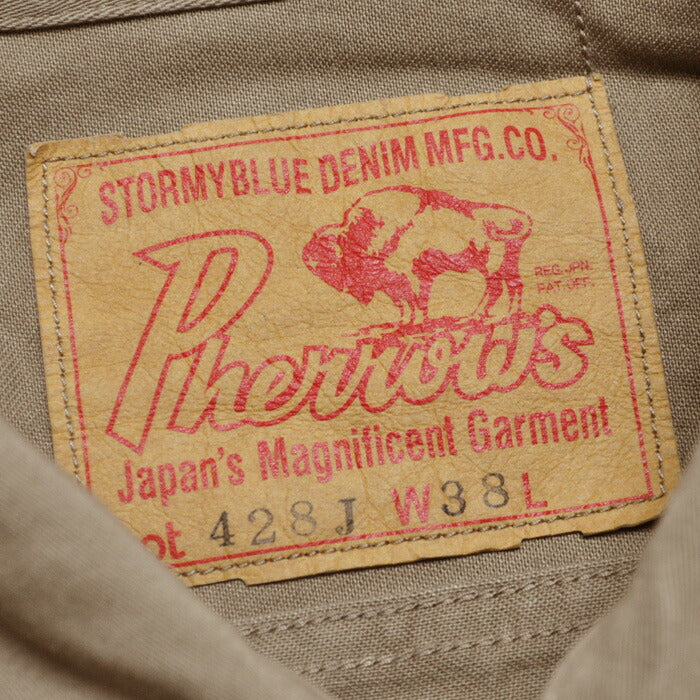 STORMYBLUE DENIM MFG.CO.
REG.JPN.
PAT.OFF.
Pherrow's
Japan's Magnificent Garment
ot 428J W38L